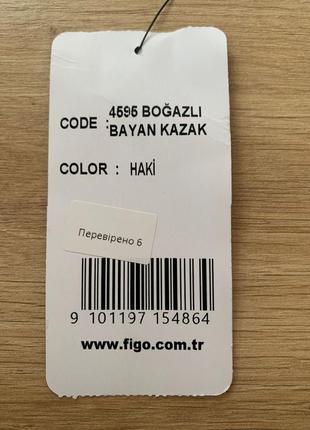 CODE : 4595 BOĞAZLI
BAYAN KAZAK
COLOR : HAKİ
Перевірено 6
9 101197 154864
www.figo.com.tr